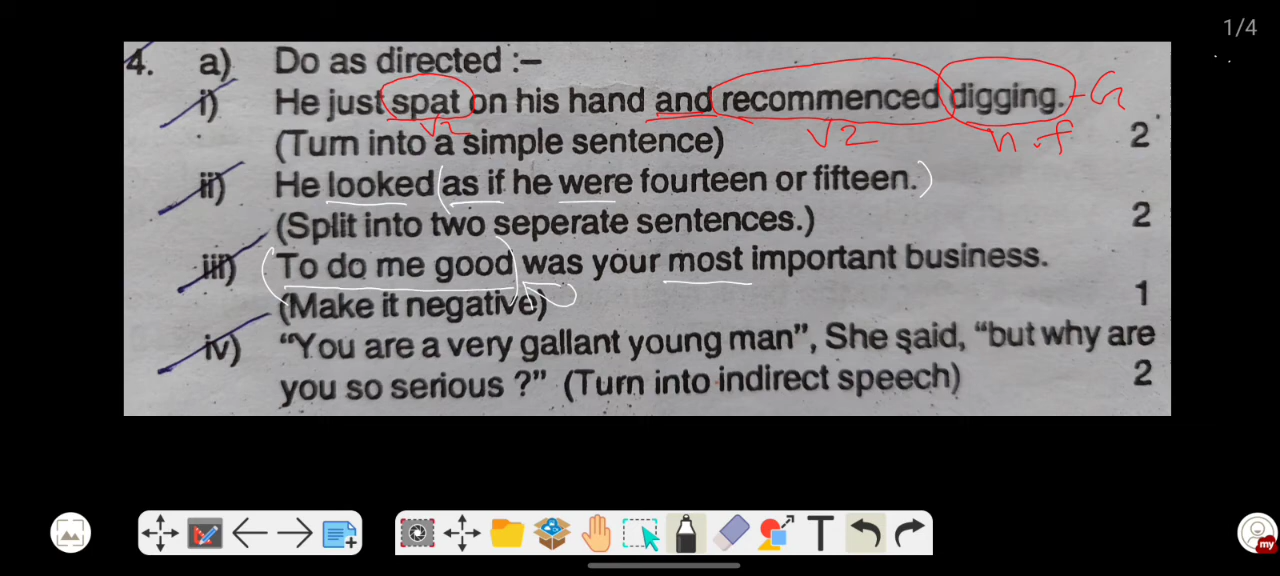 1/4
4. a) Do as directed :–
i) He just spat on his hand and recommenced digging. - G
V2 V2 n.f
(Turn into a simple sentence) 2
ii) He looked (as if he were fourteen or fifteen.)
(Split into two seperate sentences.) 2
iii) (To do me good) was your most important business.
(Make it negative) 1
iv) “You are a very gallant young man”, She said, “but why are
you so serious ?” (Turn into indirect speech) 2
T
my